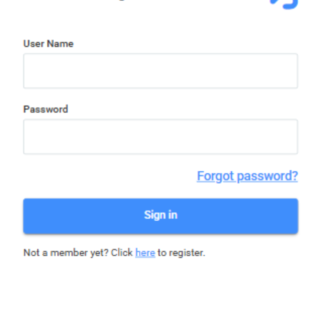 User Name
Password
Forgot password?
Sign in
Not a member yet? Click here to register.